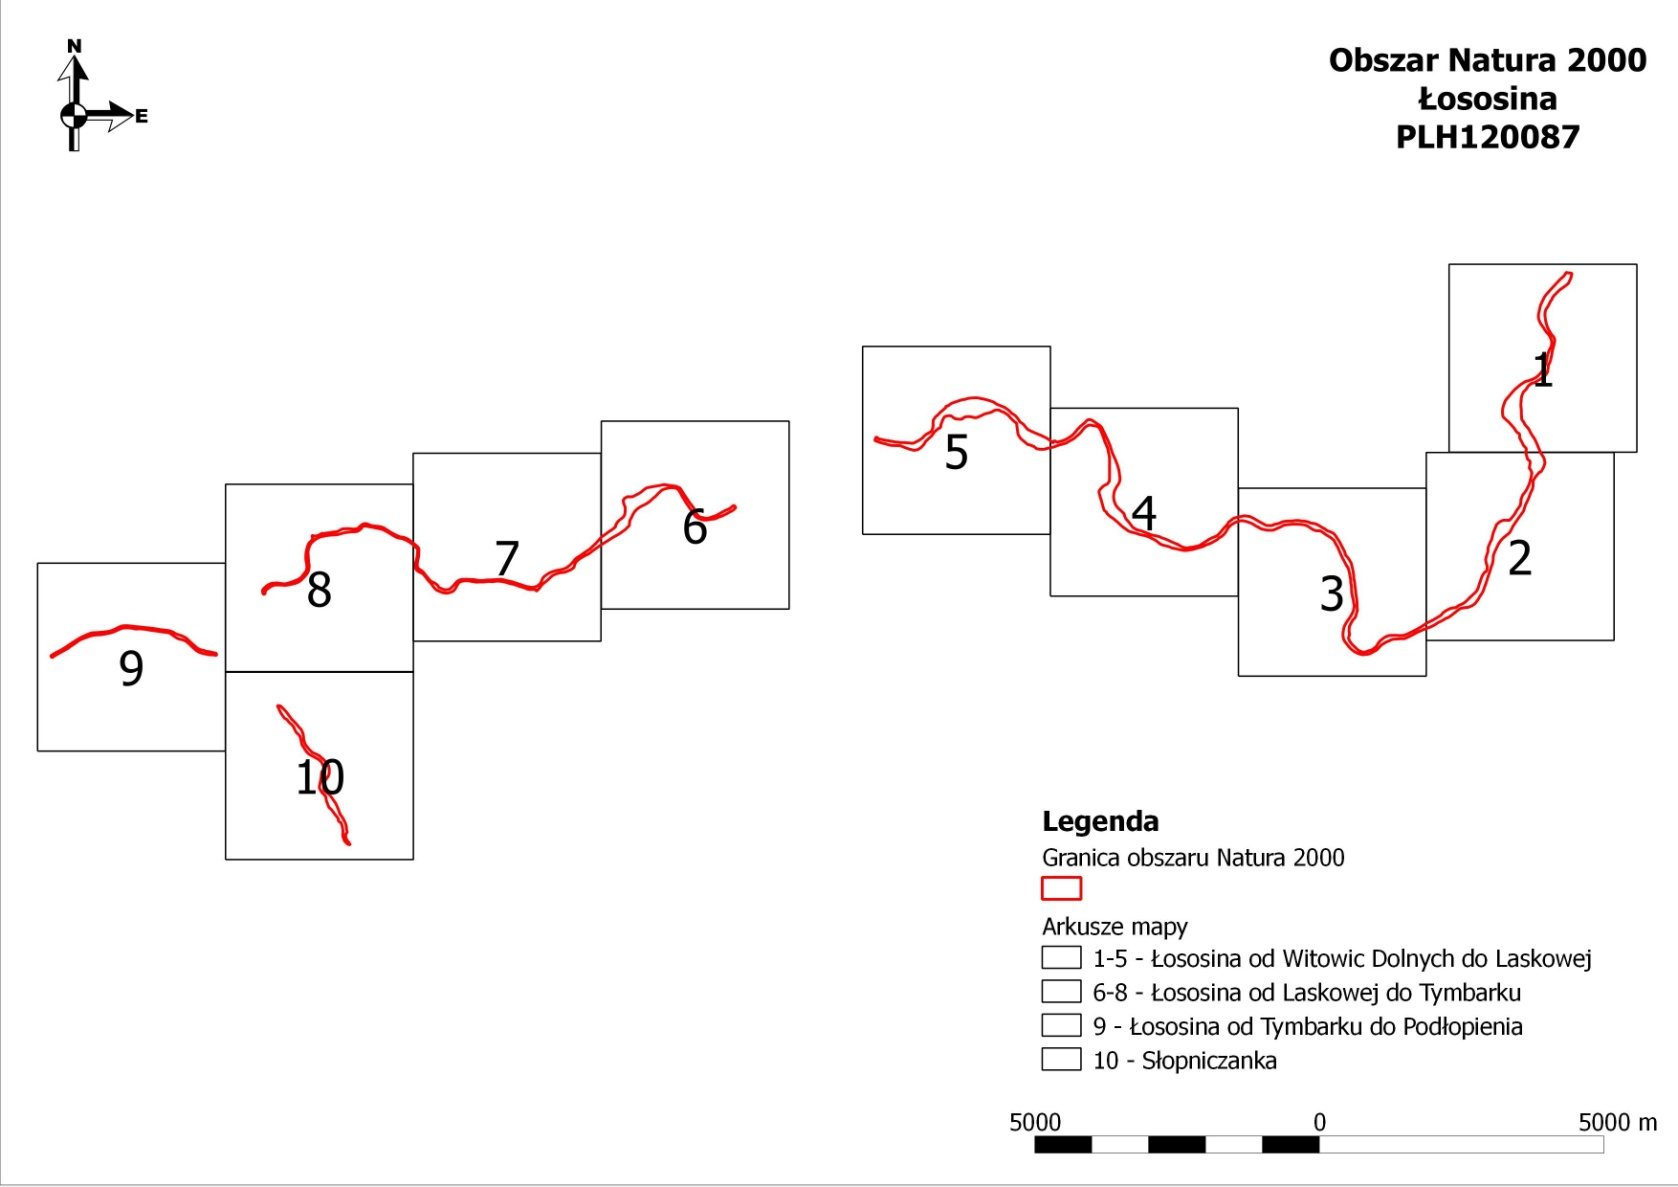 N
E
Obszar Natura 2000
Łososina
PLH120087
1
5
4
6
2
7
3
8
9
10
Legenda
Granica obszaru Natura 2000
Arkusze mapy
1-5 - Łososina od Witowic Dolnych do Laskowej
6-8 - Łososina od Laskowej do Tymbarku
9 - Łososina od Tymbarku do Podłopienia
10 - Słopniczanka
5000 0 5000 m